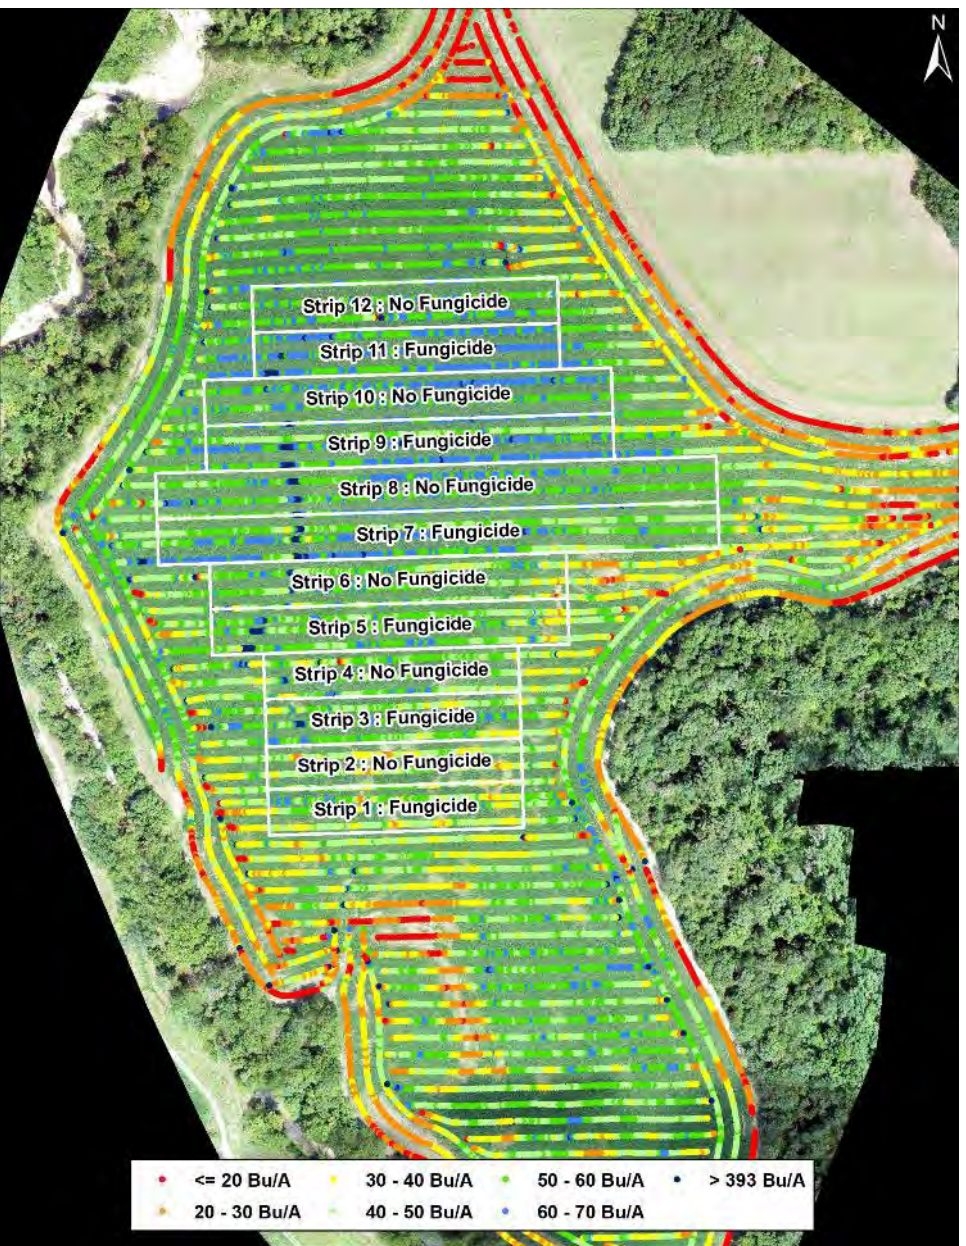 N
Strip 12 : No Fungicide
Strip 11 : Fungicide
Strip 10 : No Fungicide
Strip 9 : Fungicide
Strip 8 : No Fungicide
Strip 7 : Fungicide
Strip 6 : No Fungicide
Strip 5 : Fungicide
Strip 4 : No Fungicide
Strip 3 : Fungicide
Strip 2 : No Fungicide
Strip 1 : Fungicide
<= 20 Bu/A 30 - 40 Bu/A 50 - 60 Bu/A > 393 Bu/A
20 - 30 Bu/A 40 - 50 Bu/A 60 - 70 Bu/A